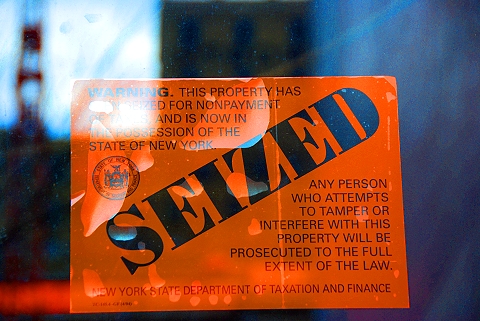 WARNING. THIS PROPERTY HAS
FOR NONPAYMENT
AND IS NOW IN
THE POSSESSION OF THE
STATE OF NEW YORK.
SEIZED
ANY PERSON
WHO ATTEMPTS
TO TAMPER OR
INTERFERE WITH THIS
PROPERTY WILL BE
PROSECUTED TO THE FULL
EXTENT OF THE LAW.
NEW YORK STATE DEPARTMENT OF TAXATION AND FINANCE